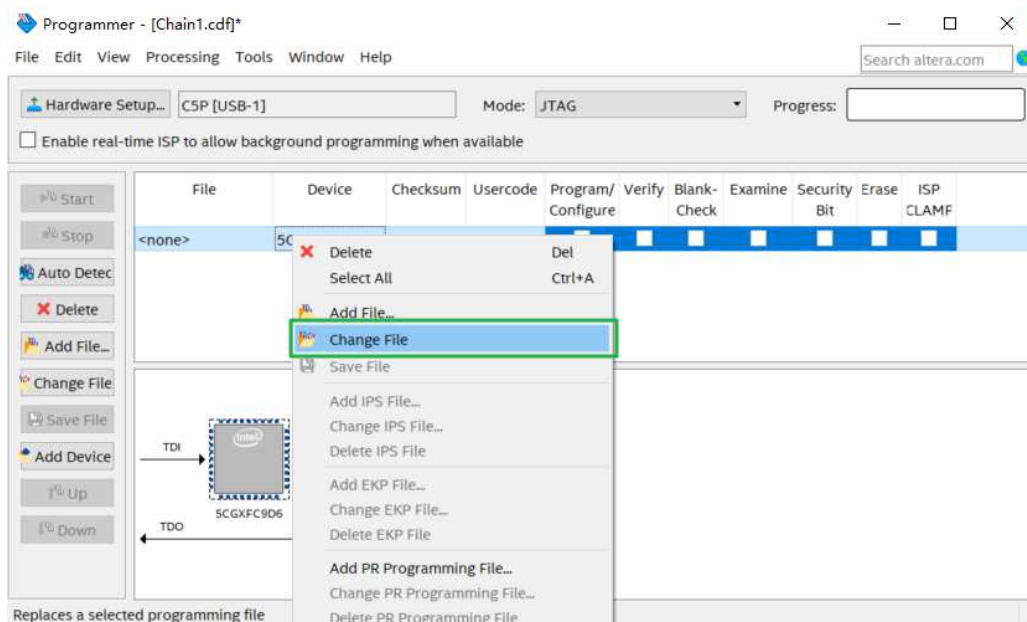 Programmer - [Chain1.cdf]*
File Edit View Processing Tools Window Help
Search altera.com
Hardware Setup... C5P [USB-1] Mode: JTAG Progress:
Enable real-time ISP to allow background programming when available
File Device Checksum Usercode Program/ Verify Blank- Examine Security Erase ISP
Configure Check Bit CLAMP
Start
Stop
Auto Detec
Delete
Add File...
Change File
Save File
Add Device
Up
Down
<none> 5C
Delete Del
Select All Ctrl+A
Add File...
Change File
Save File
Add IPS File...
Change IPS File...
Delete IPS File
Add EKP File...
Change EKP File...
Delete EKP File
Add PR Programming File...
Change PR Programming File...
Delete PR Programming File
TDI
intel
5CGXFC9D6
TDO
Replaces a selected programming file